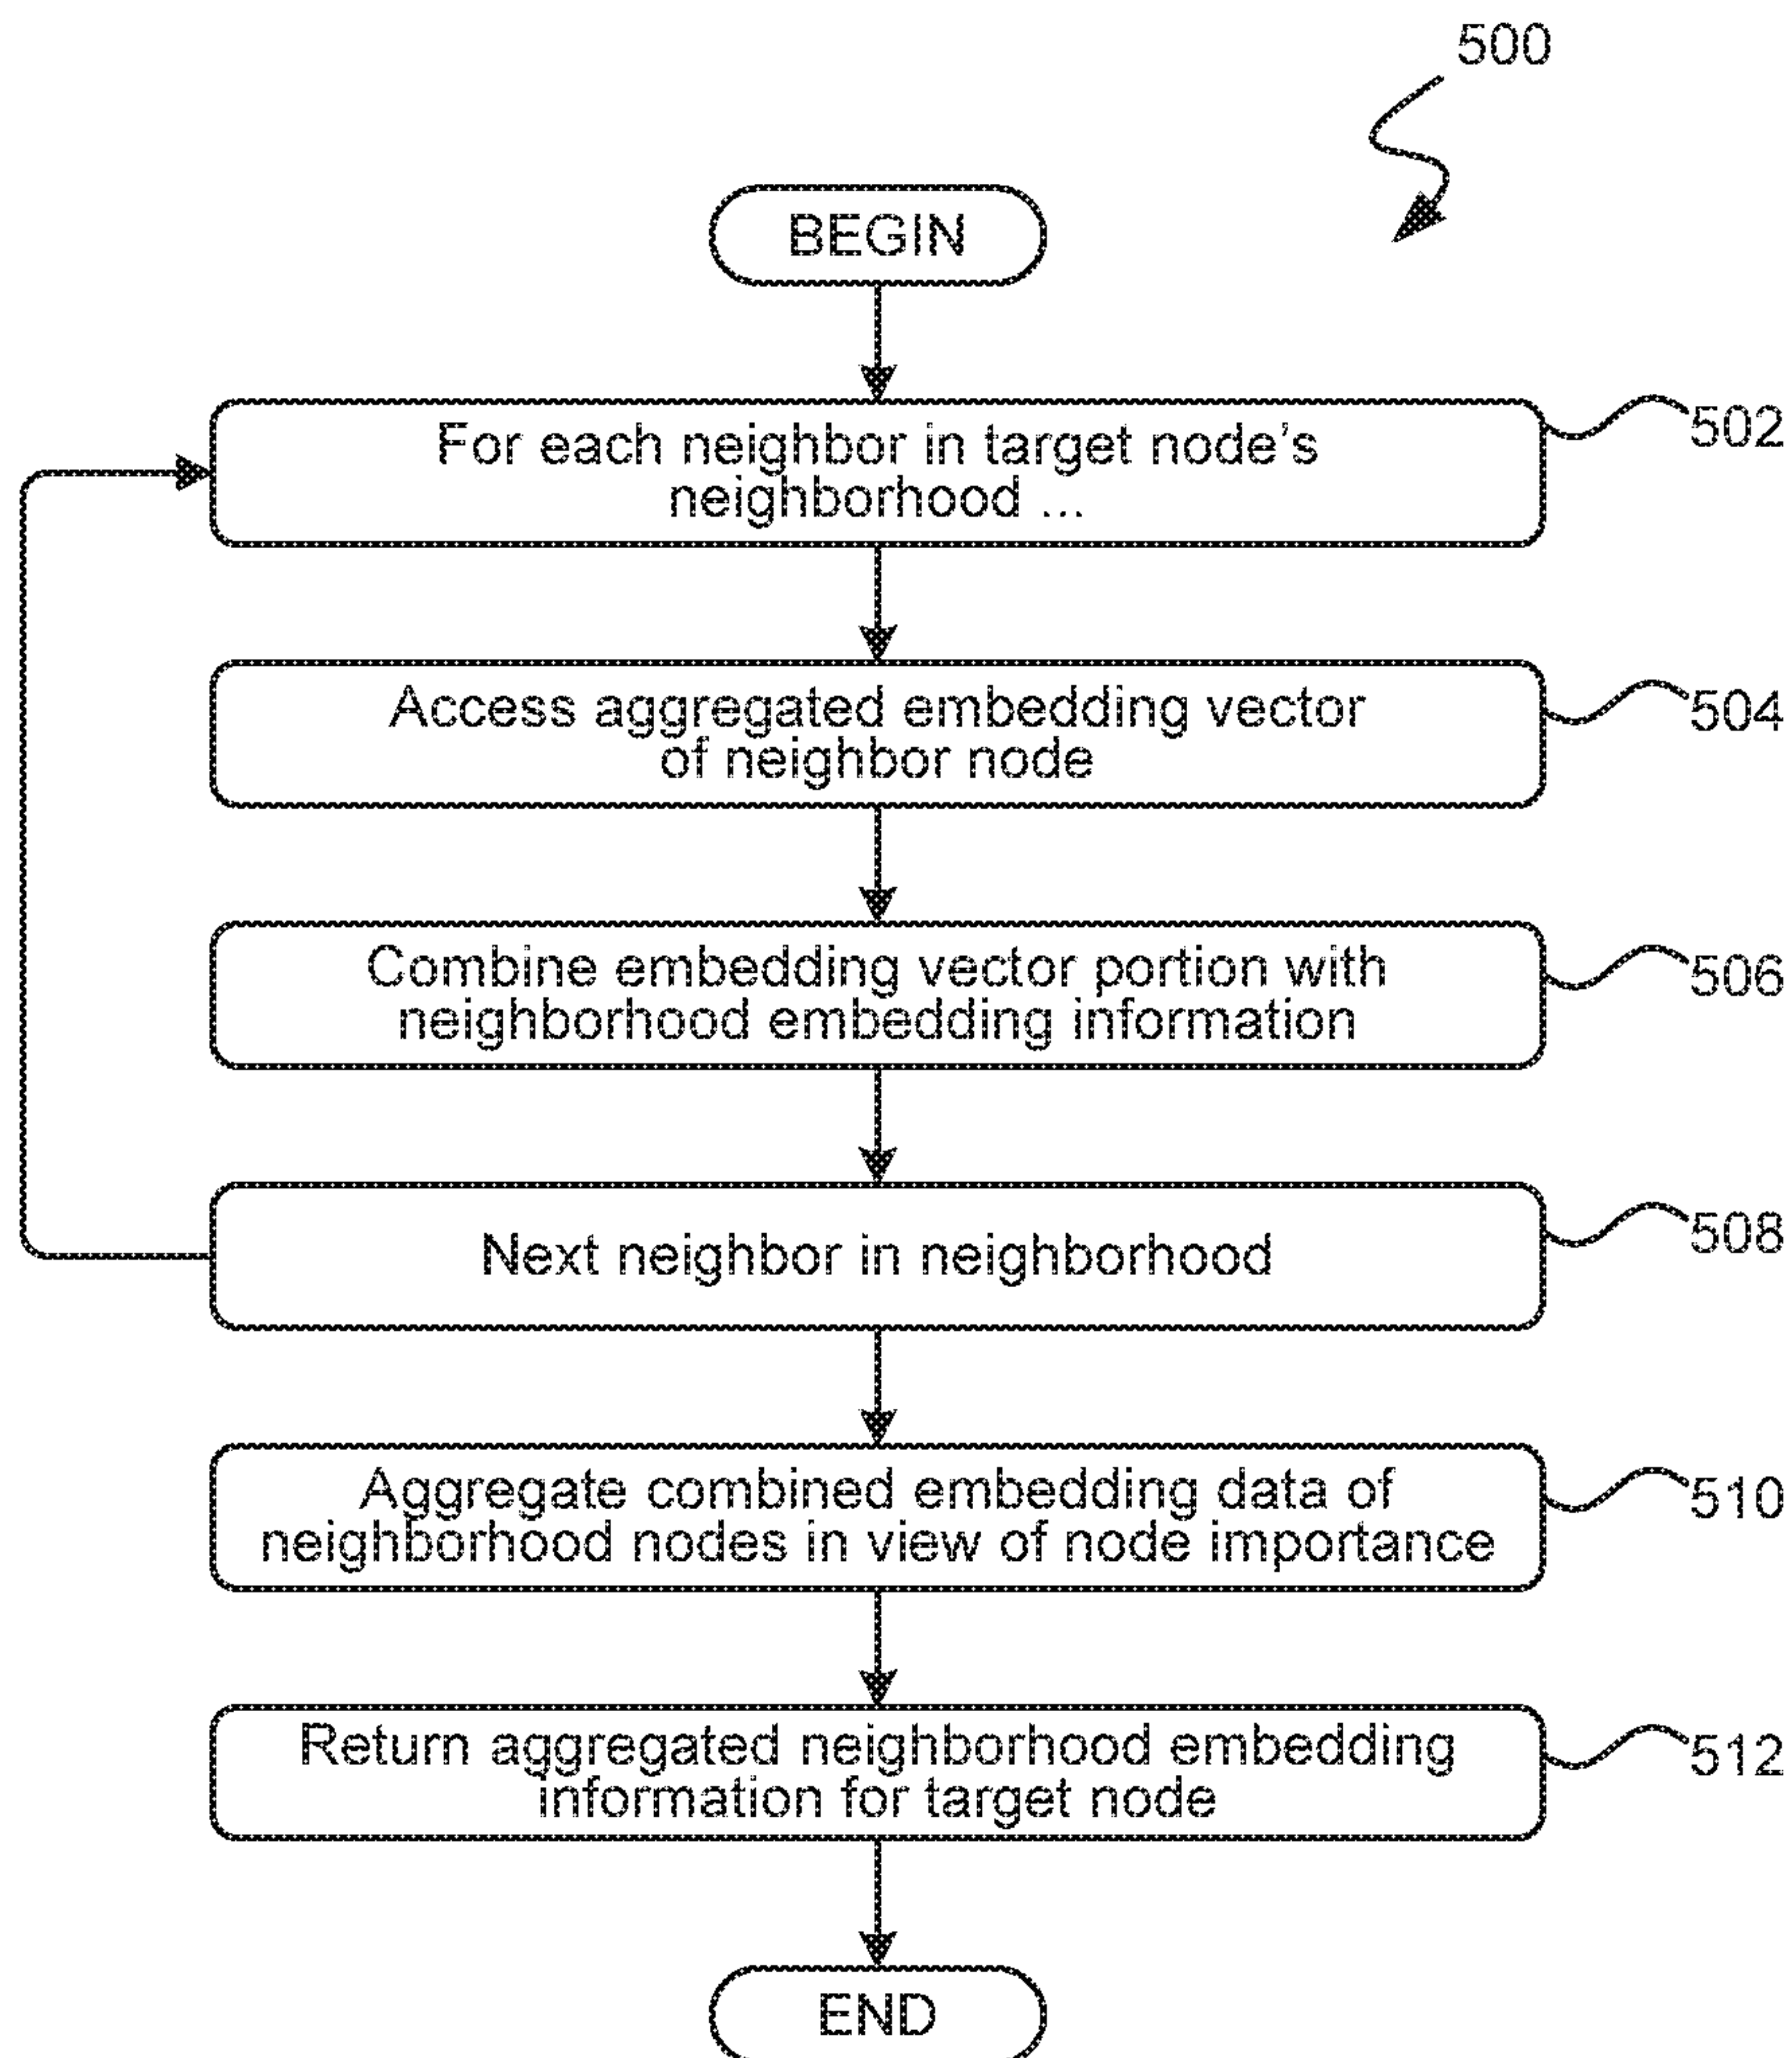 500
BEGIN
For each neighbor in target node's
neighborhood ...
502
Access aggregated embedding vector
of neighbor node
504
Combine embedding vector portion with
neighborhood embedding information
506
Next neighbor in neighborhood
508
Aggregate combined embedding data of
neighborhood nodes in view of node importance
510
Return aggregated neighborhood embedding
information for target node
512
END